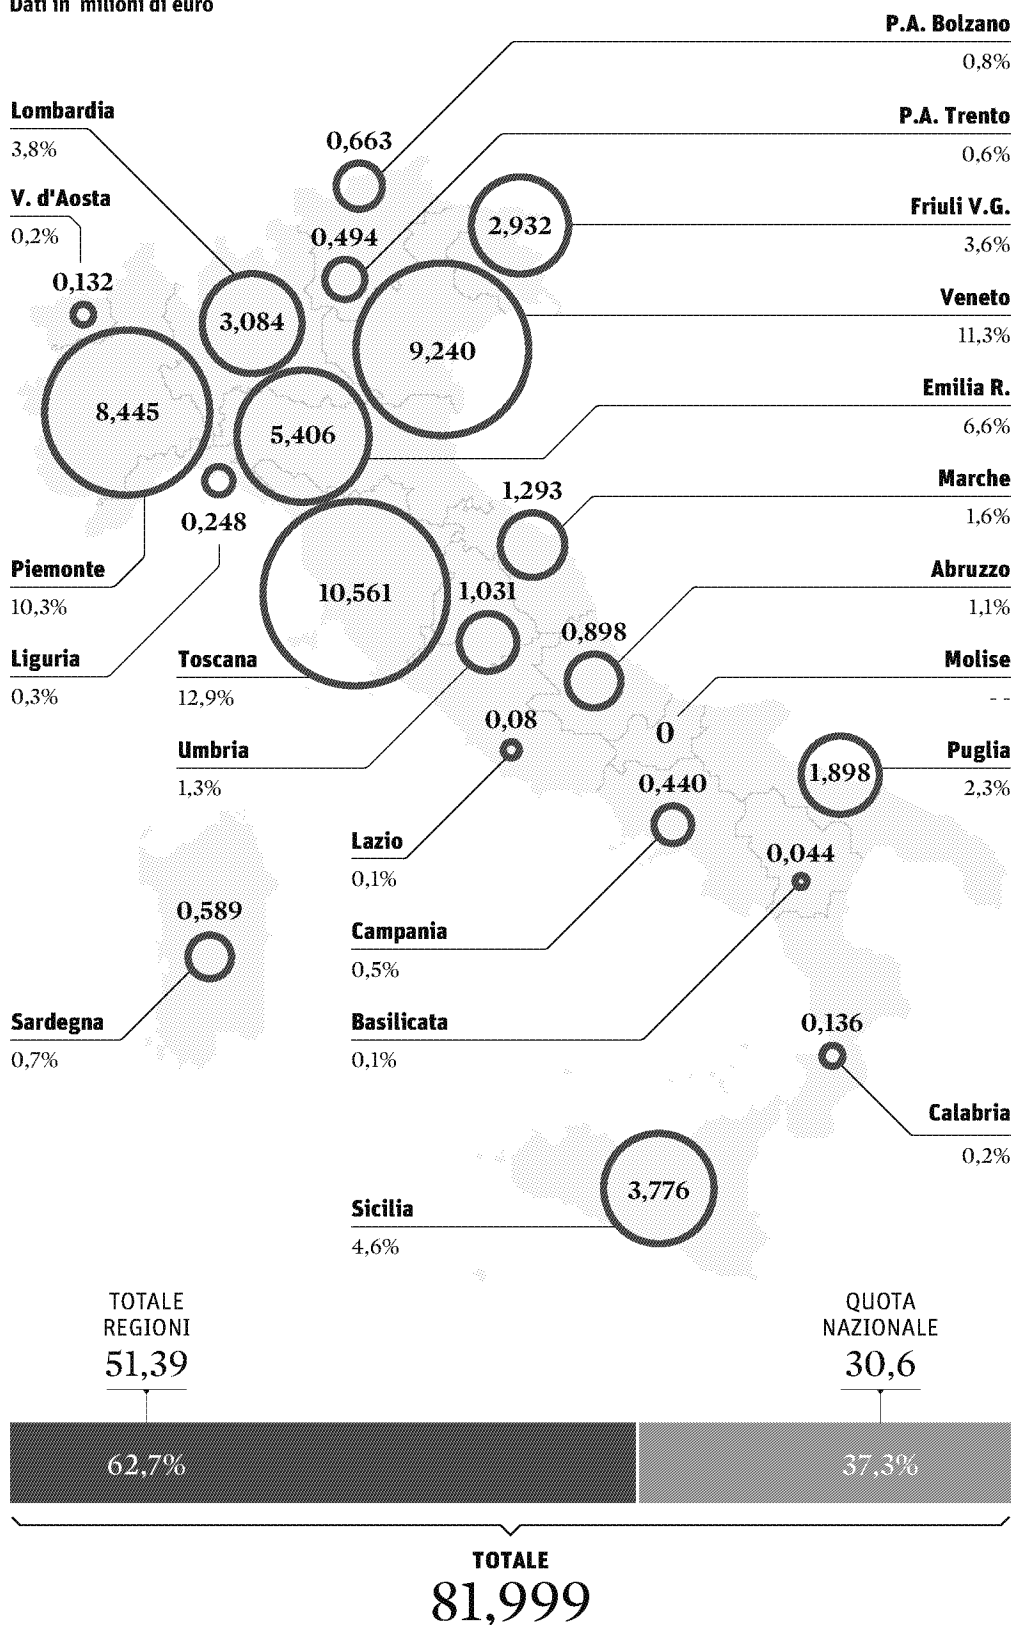 Dati in milioni di euro
P.A. Bolzano
0,8%
0,663
Lombardia
3,8%
3,084
P.A. Trento
0,6%
0,494
V. d'Aosta
0,2%
0,132
Friuli V.G.
3,6%
2,932
Veneto
11,3%
9,240
8,445
Piemonte
10,3%
Emilia R.
6,6%
5,406
Marche
1,6%
1,293
0,248
Liguria
0,3%
10,561
Toscana
12,9%
1,031
Umbria
1,3%
Abruzzo
1,1%
0,898
Molise
- -
0
0,08
Lazio
0,1%
Puglia
2,3%
1,898
0,440
Campania
0,5%
0,044
Basilicata
0,1%
0,589
Sardegna
0,7%
0,136
Calabria
0,2%
3,776
Sicilia
4,6%
TOTALE
REGIONI
51,39
QUOTA
NAZIONALE
30,6
62,7%
37,3%
TOTALE
81,999